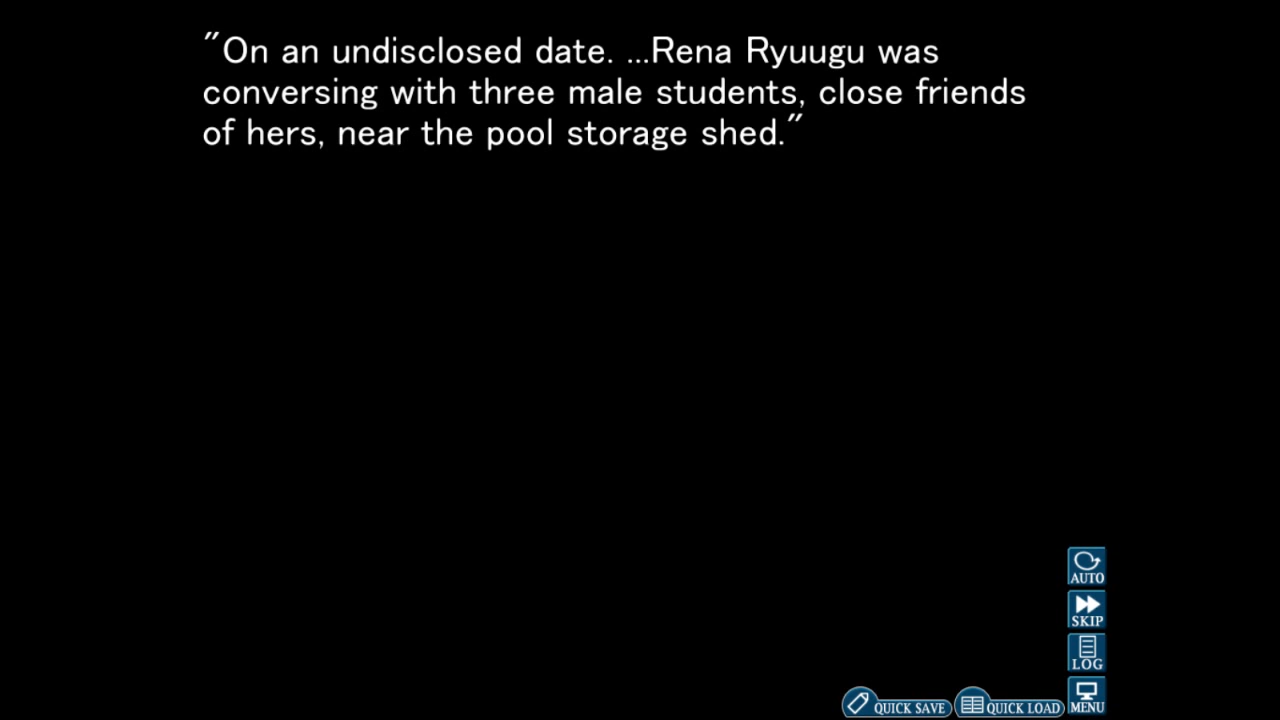 "On an undisclosed date. ...Rena Ryuugu was
conversing with three male students, close friends
of hers, near the pool storage shed."
AUTO
SKIP
LOG
QUICK SAVE
QUICK LOAD
MENU